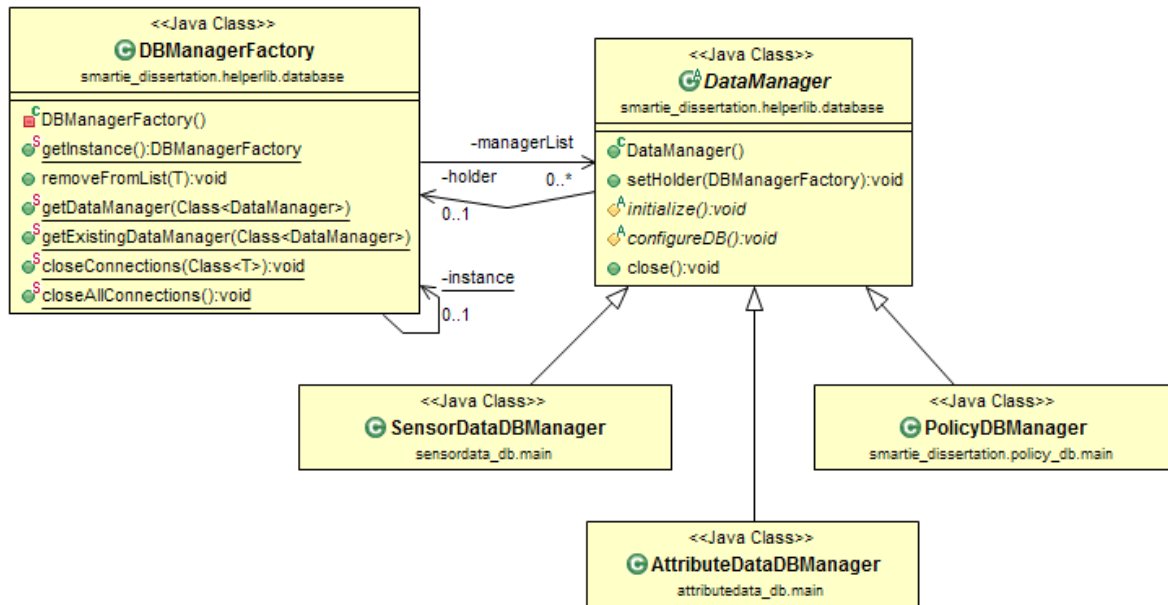 <<Java Class>>
DBManagerFactory
smartie_dissertation.helperlib.database
DBManagerFactory()
getInstance():DBManagerFactory
removeFromList(T):void
getDataManager(Class<DataManager>)
getExistingDataManager(Class<DataManager>)
closeConnections(Class<T>):void
closeAllConnections():void
-managerList
0..*
-holder
0..1
-instance
0..1
<<Java Class>>
DataManager
smartie_dissertation.helperlib.database
DataManager()
setHolder(DBManagerFactory):void
initialize():void
configureDB():void
close():void
<<Java Class>>
SensorDataDBManager
sensordata_db.main
<<Java Class>>
PolicyDBManager
smartie_dissertation.policy_db.main
<<Java Class>>
AttributeDataDBManager
attributedata_db.main